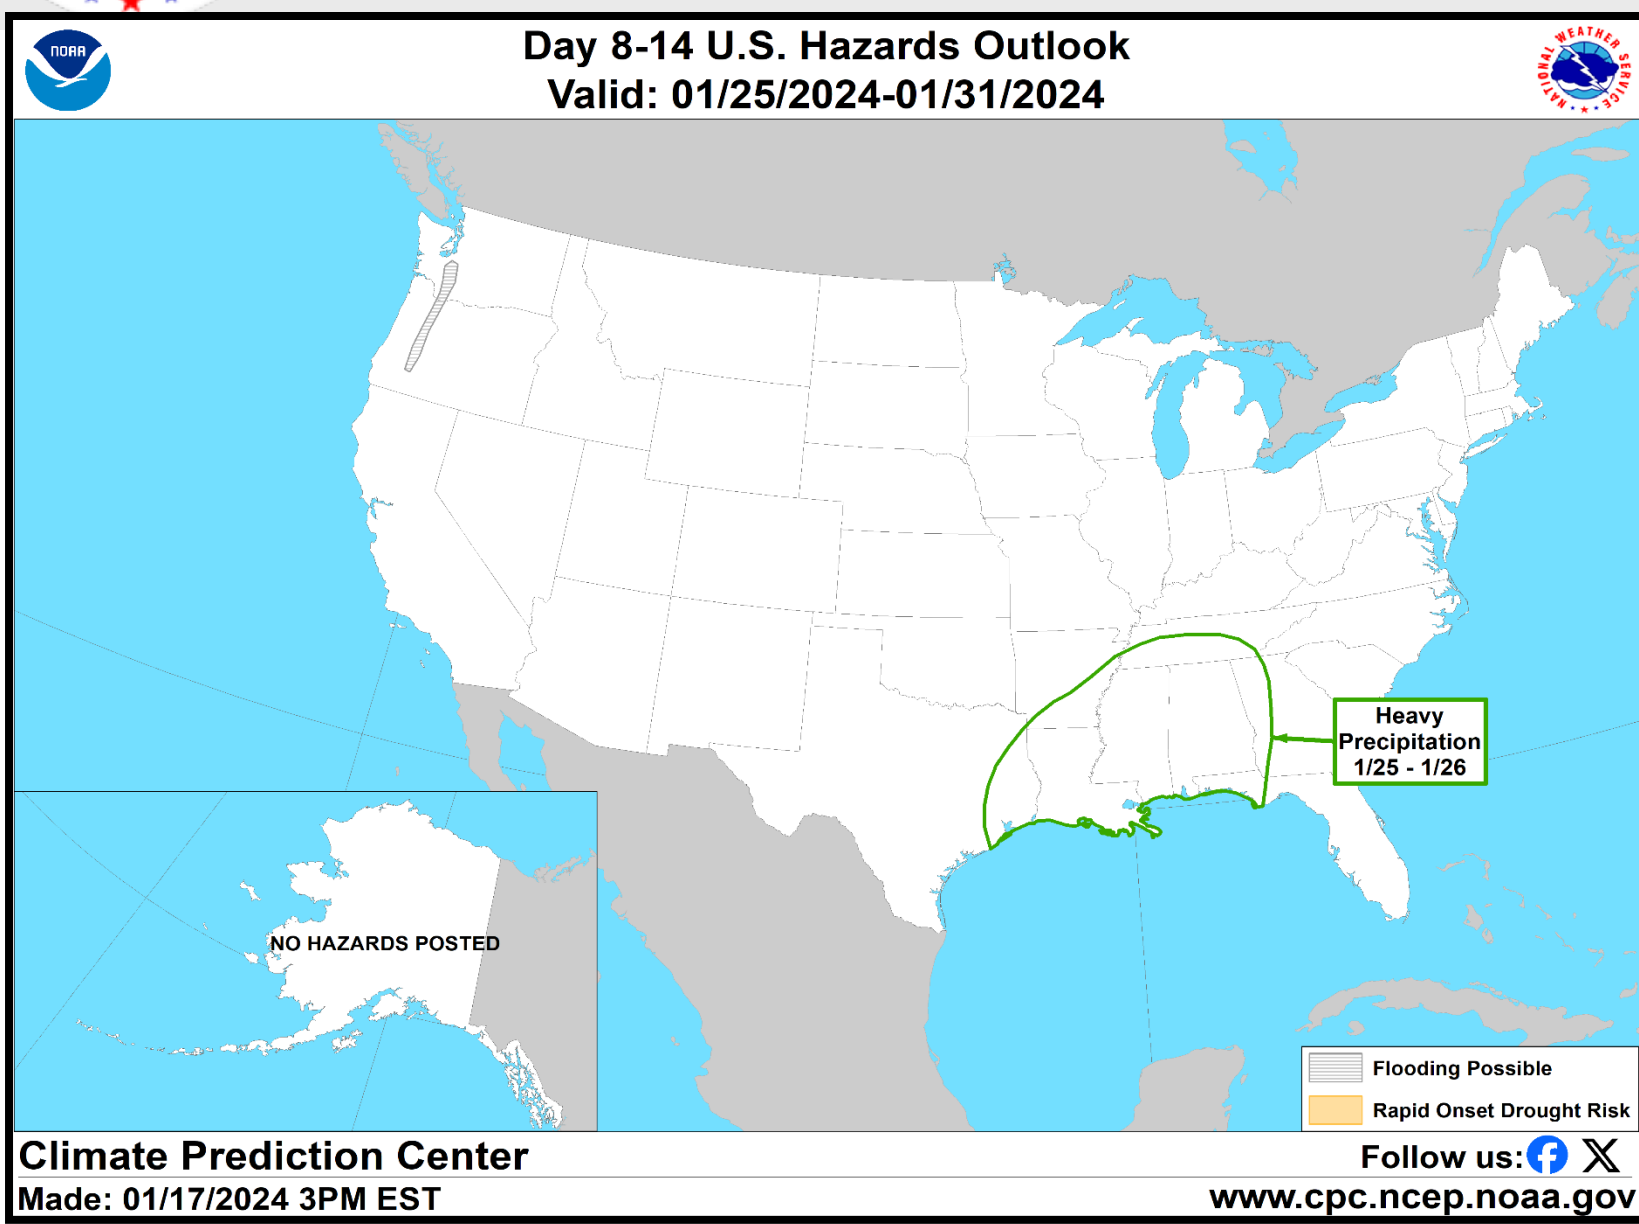 NOAA
Day 8-14 U.S. Hazards Outlook
Valid: 01/25/2024-01/31/2024
NATIONAL WEATHER SERVICE
Heavy
Precipitation
1/25 - 1/26
NO HAZARDS POSTED
Flooding Possible
Rapid Onset Drought Risk
Climate Prediction Center
Follow us:
Made: 01/17/2024 3PM EST
www.cpc.ncep.noaa.gov